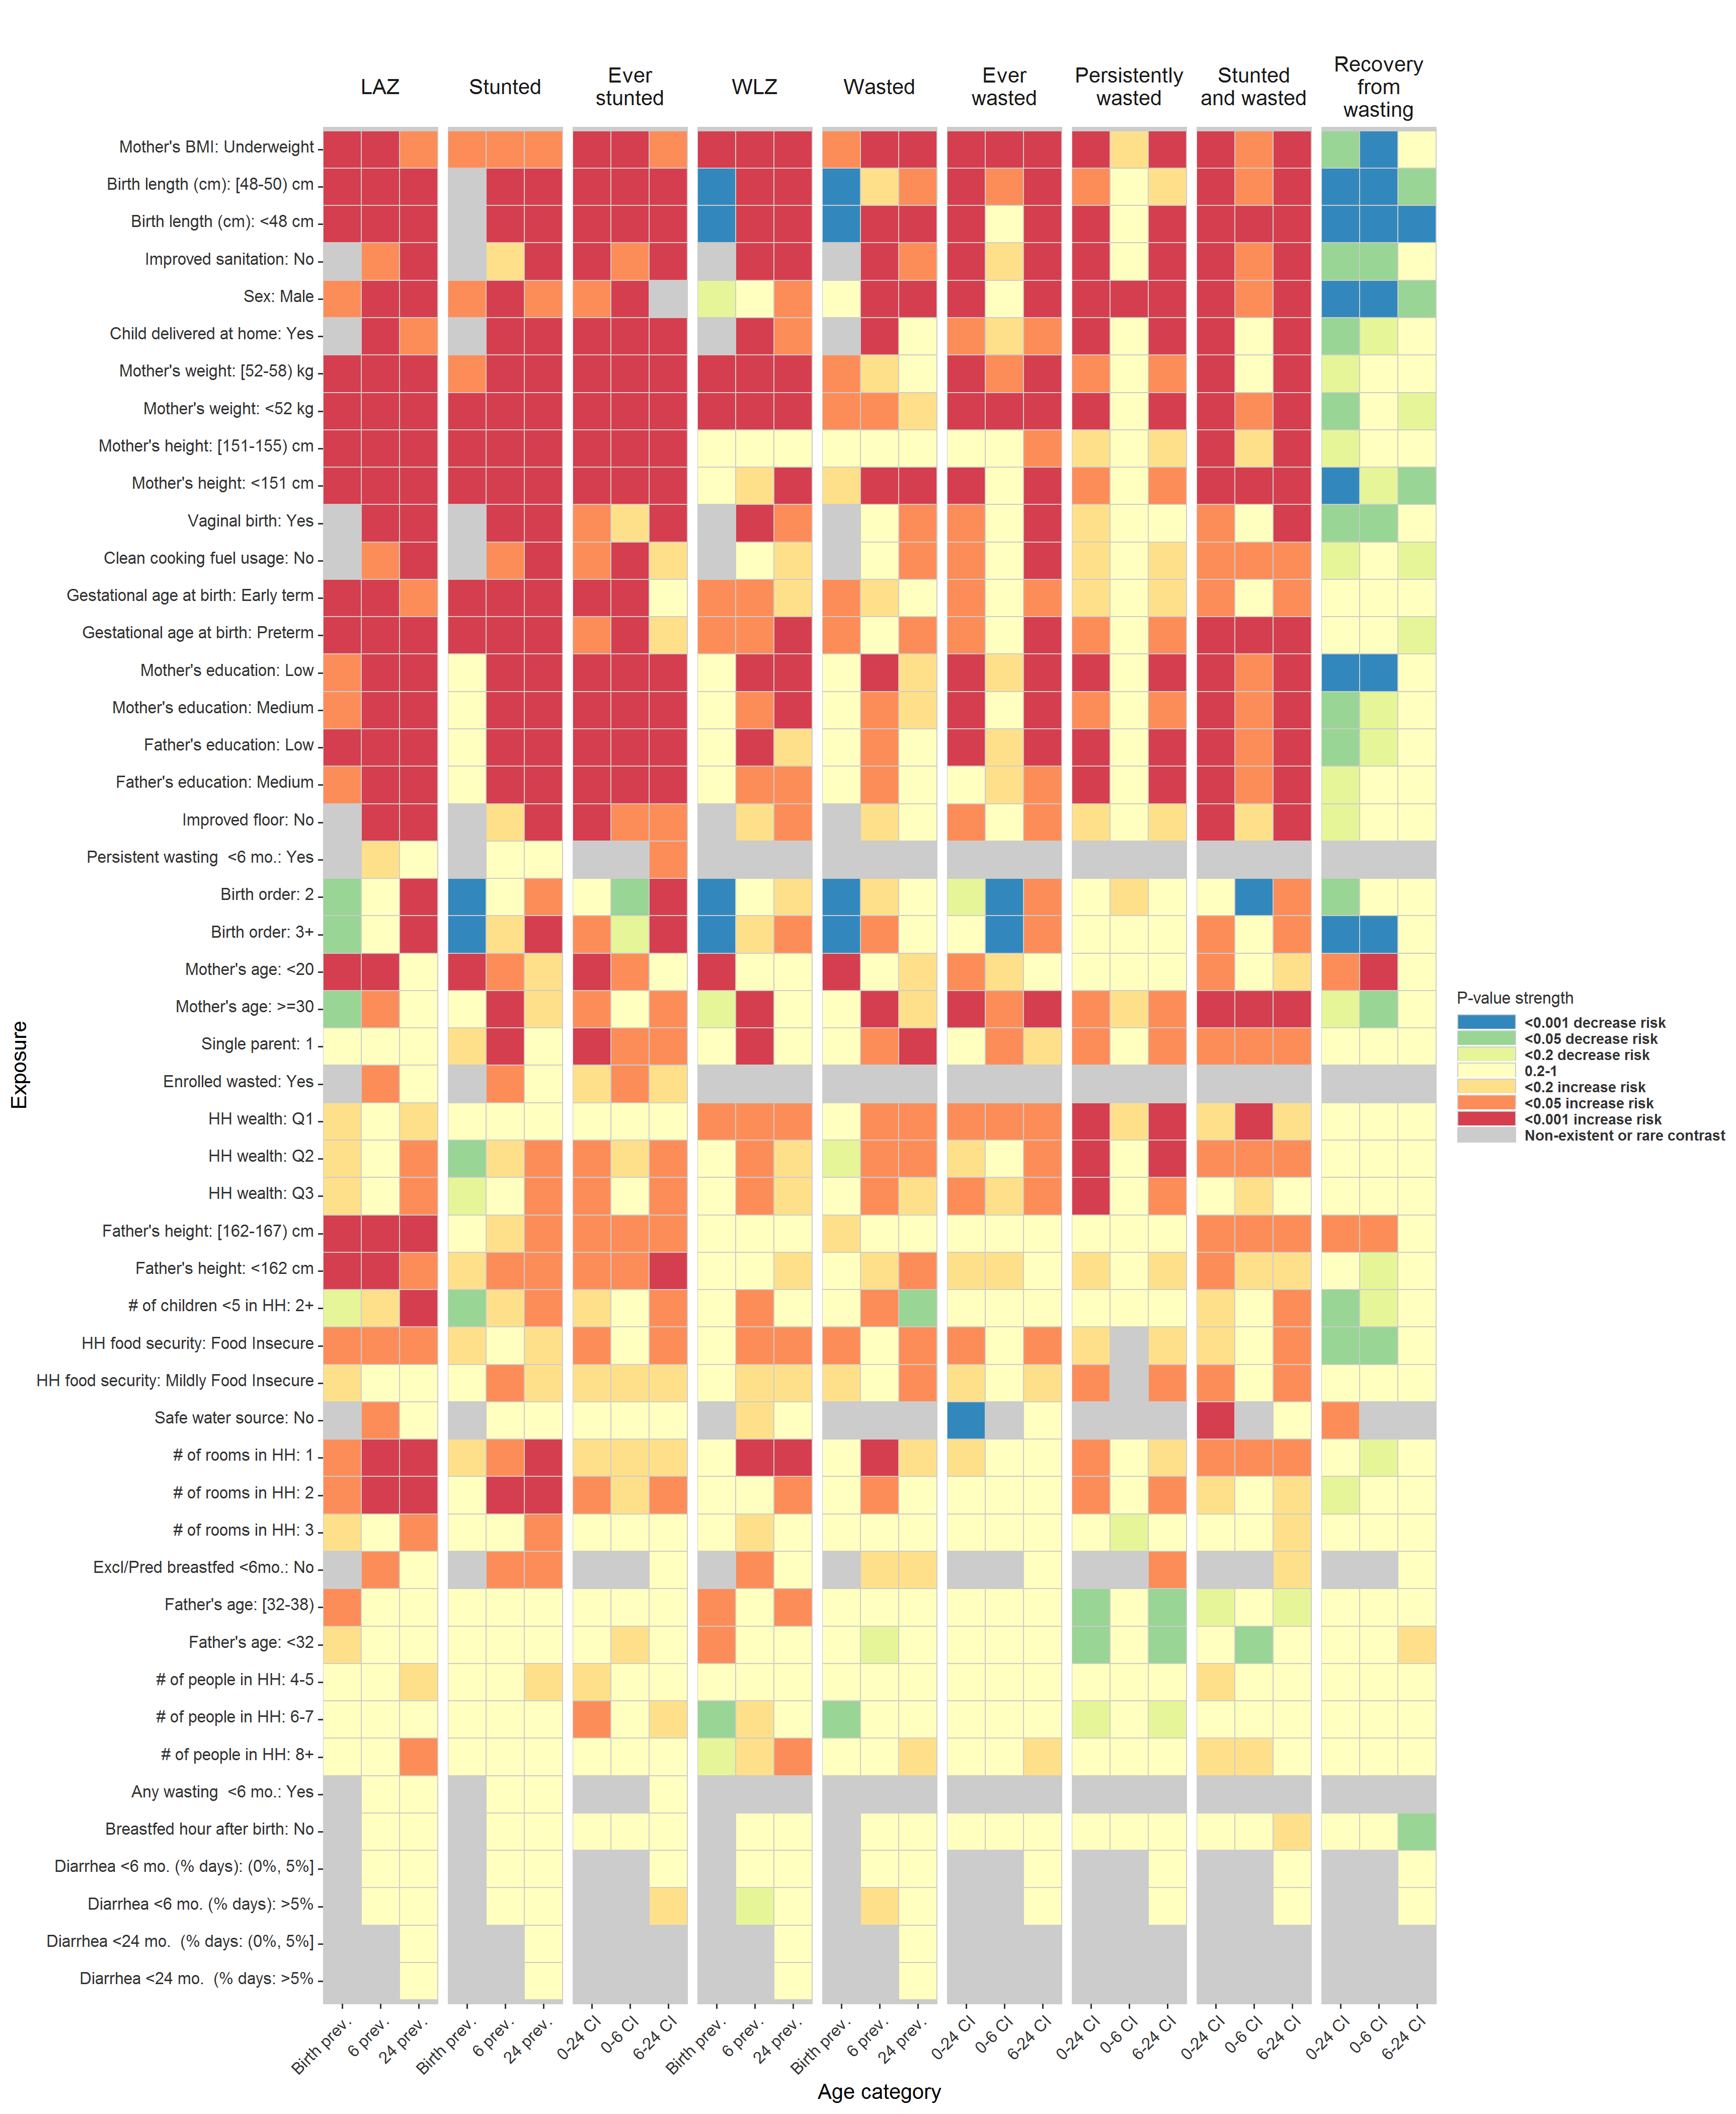 LAZ
Stunted
Ever
stunted
WLZ
Wasted
Ever
wasted
Persistently
wasted
Stunted
and wasted
Recovery
from
wasting
Exposure
Mother's BMI: Underweight
Birth length (cm): [48-50) cm
Birth length (cm): <48 cm
Improved sanitation: No
Sex: Male
Child delivered at home: Yes
Mother's weight: [52-58) kg
Mother's weight: <52 kg
Mother's height: [151-155) cm
Mother's height: <151 cm
Vaginal birth: Yes
Clean cooking fuel usage: No
Gestational age at birth: Early term
Gestational age at birth: Preterm
Mother's education: Low
Mother's education: Medium
Father's education: Low
Father's education: Medium
Improved floor: No
Persistent wasting  <6 mo.: Yes
Birth order: 2
Birth order: 3+
Mother's age: <20
Mother's age: >=30
Single parent: 1
Enrolled wasted: Yes
HH wealth: Q1
HH wealth: Q2
HH wealth: Q3
Father's height: [162-167) cm
Father's height: <162 cm
# of children <5 in HH: 2+
HH food security: Food Insecure
HH food security: Mildly Food Insecure
Safe water source: No
# of rooms in HH: 1
# of rooms in HH: 2
# of rooms in HH: 3
Excl/Pred breastfed <6mo.: No
Father's age: [32-38)
Father's age: <32
# of people in HH: 4-5
# of people in HH: 6-7
# of people in HH: 8+
Any wasting  <6 mo.: Yes
Breastfed hour after birth: No
Diarrhea <6 mo. (% days): (0%, 5%]
Diarrhea <6 mo. (% days): >5%
Diarrhea <24 mo.  (% days: (0%, 5%]
Diarrhea <24 mo.  (% days: >5%
P-value strength
<0.001 decrease risk
<0.05 decrease risk
<0.2 decrease risk
0.2-1
<0.2 increase risk
<0.05 increase risk
<0.001 increase risk
Non-existent or rare contrast
Birth prev.
6 prev.
24 prev.
Birth prev.
6 prev.
24 prev.
0-24 CI
0-6 CI
6-24 CI
Birth prev.
6 prev.
24 prev.
Birth prev.
6 prev.
24 prev.
0-24 CI
0-6 CI
6-24 CI
0-24 CI
0-6 CI
6-24 CI
0-24 CI
0-6 CI
6-24 CI
0-24 CI
0-6 CI
6-24 CI
Age category